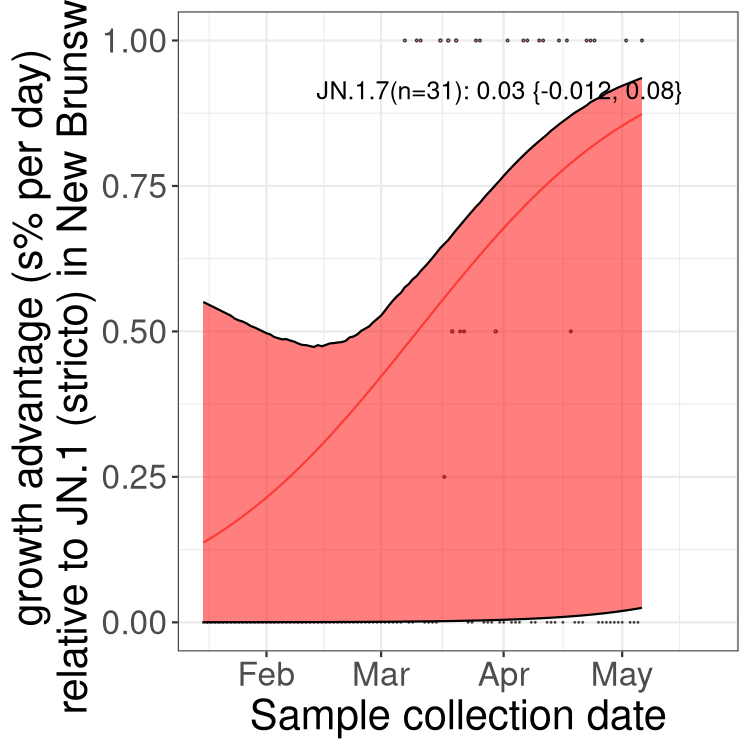 growth advantage (s% per day)
relative to JN.1 (stricto) in New Brunsw
1.00
0.75
0.50
0.25
0.00
JN.1.7(n=31): 0.03 {-0.012, 0.08}
Feb Mar Apr May
Sample collection date